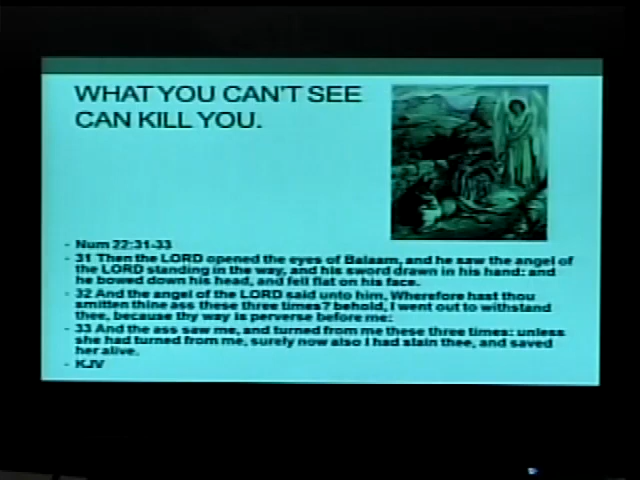 WHAT YOU CAN'T SEE
CAN KILL YOU.
- Num 22:31-33
- 31 Then the LORD opened the eyes of Balaam, and he saw the angel of
the LORD standing in the way, and his sword drawn in his hand: and
he bowed down his head, and fell flat on his face.
- 32 And the angel of the LORD said unto him, Wherefore hast thou
smitten thine ass these three times? behold, I went out to withstand
thee, because thy way is perverse before me:
- 33 And the ass saw me, and turned from me these three times: unless
she had turned from me, surely now also I had slain thee, and saved
her alive.
- KJV